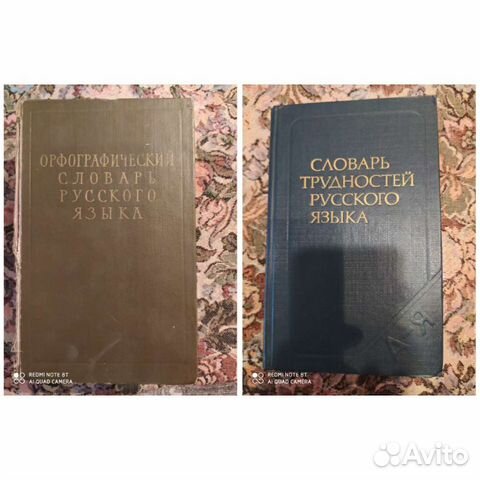 ОРФОГРАФИЧЕСКИЙ
СЛОВАРЬ
РУССКОГО
ЯЗЫКА
REDMI NOTE 8T
AI QUAD CAMERA
СЛОВАРЬ
ТРУДНОСТЕЙ
РУССКОГО
ЯЗЫКА
А-Я
REDMI NOTE 8T
AI QUAD CAMERA
Avito